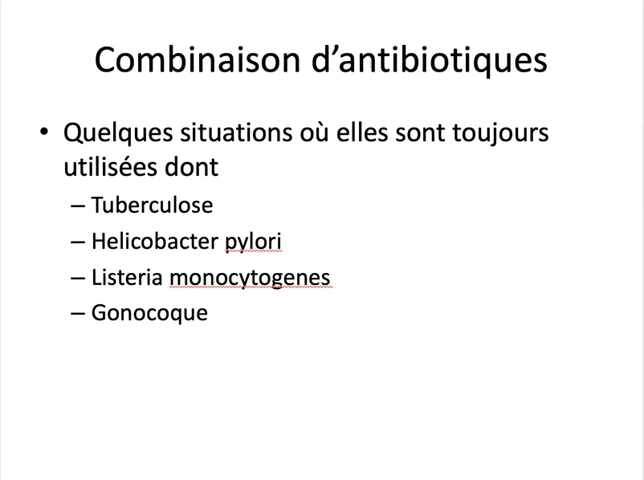 Combinaison d’antibiotiques
• Quelques situations où elles sont toujours
utilisées dont
– Tuberculose
– Helicobacter pylori
– Listeria monocytogenes
– Gonocoque